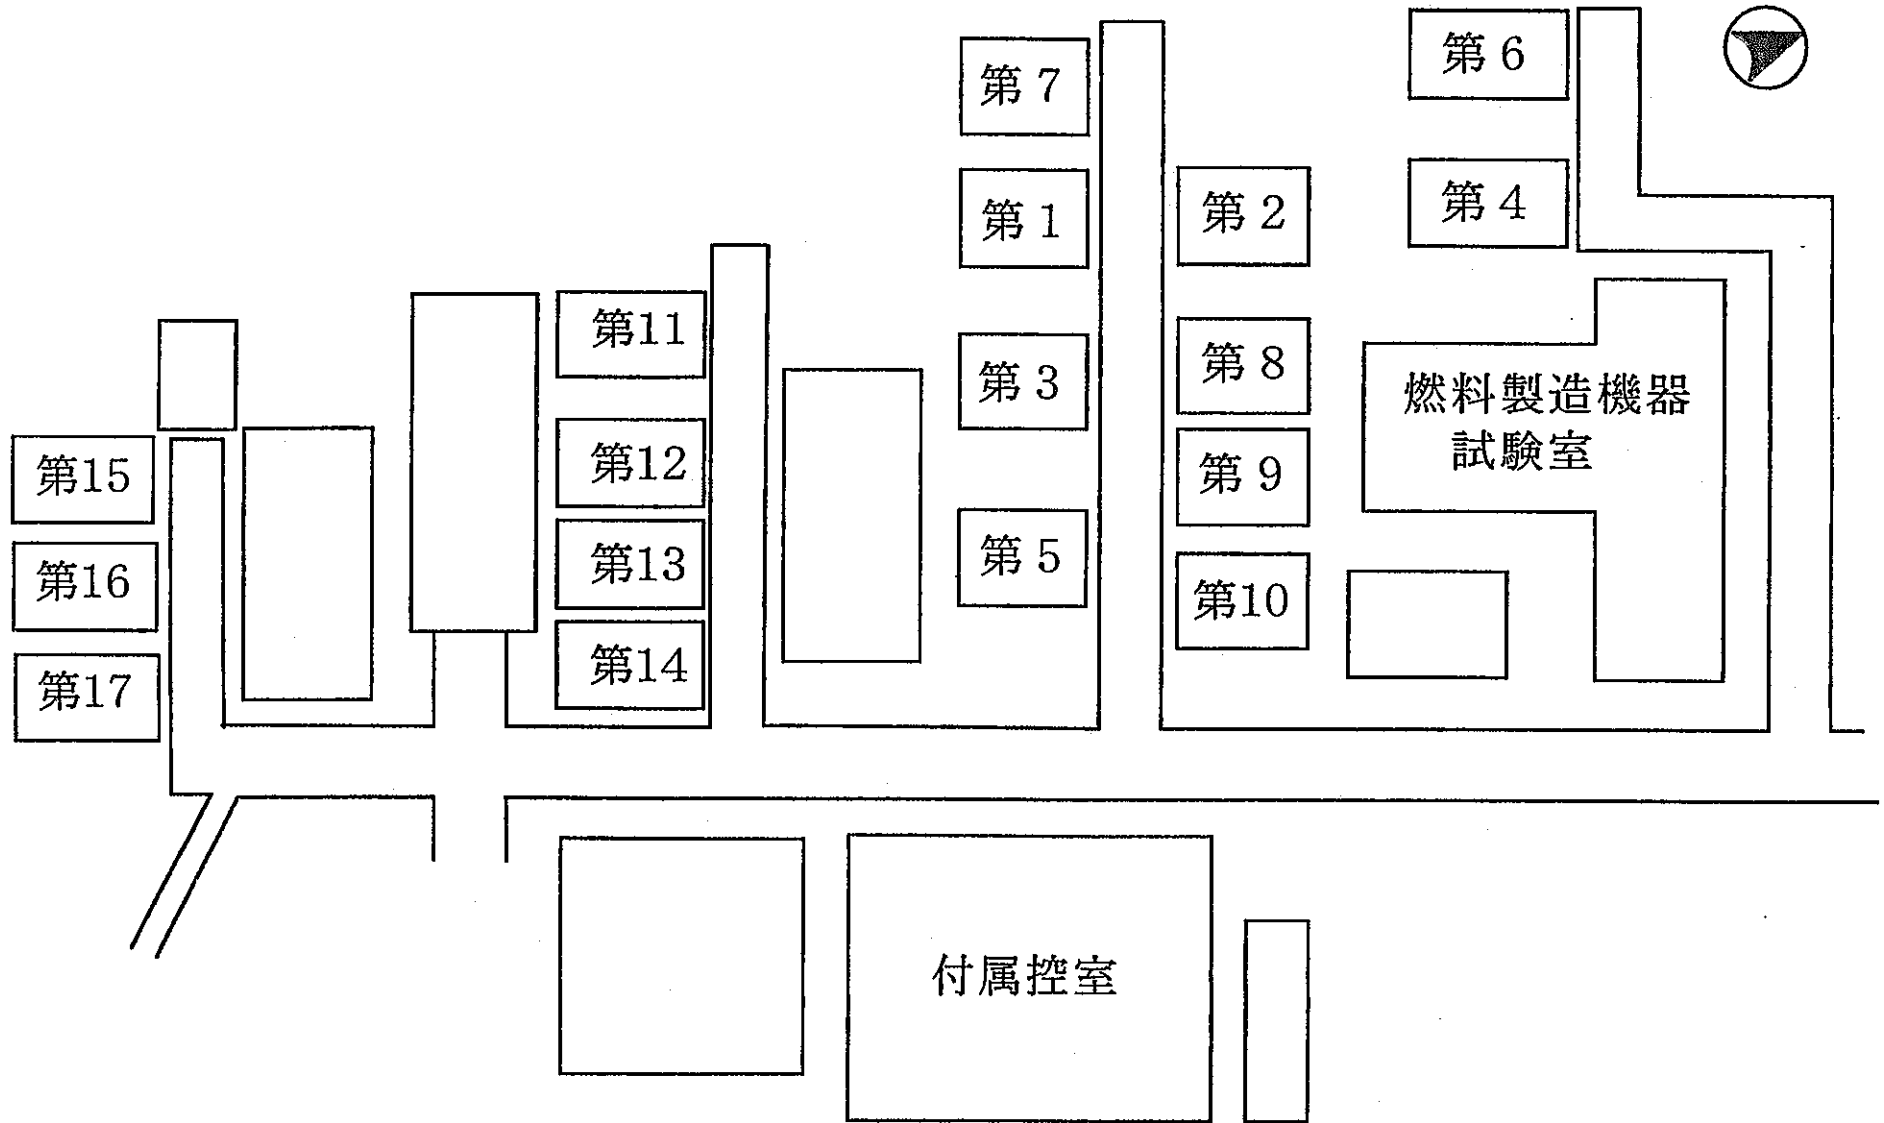 第6
第7
第4
第1
第2
第11
第8
第3
燃料製造機器
試験室
第12
第9
第15
第13
第5
第16
第10
第14
第17
付属控室